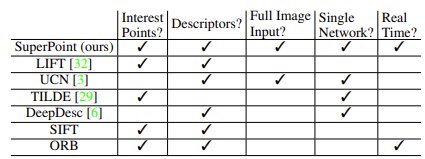 Interest Points? Descriptors? Full Image Input? Single Network? Real Time?
SuperPoint (ours) ✓ ✓ ✓ ✓ ✓
LIFT [32] ✓ ✓
UCN [3] ✓ ✓ ✓
TILDE [29] ✓ ✓
DeepDesc [6] ✓ ✓
SIFT ✓ ✓
ORB ✓ ✓ ✓